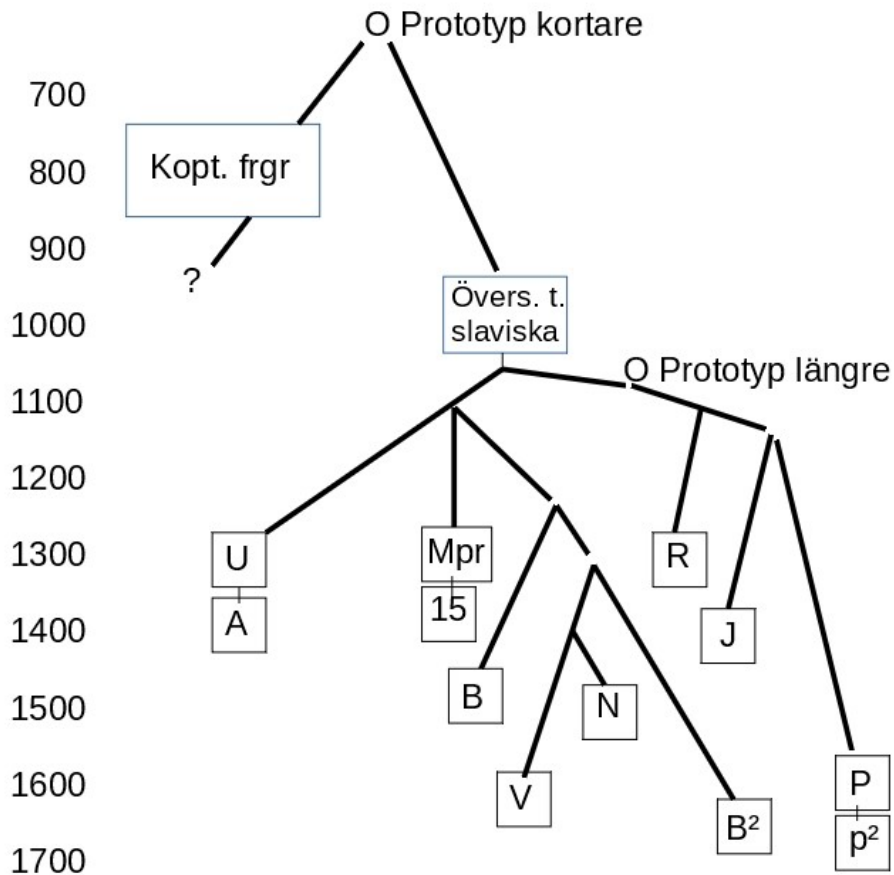 O Prototyp kortare
700
Kopt. frgr
800
900
?
Övers. t.
slaviska
1000
O Prototyp längre
1100
1200
1300
U
Mpr
R
A
15
1400
J
B
N
1500
1600
V
P
B²
p²
1700